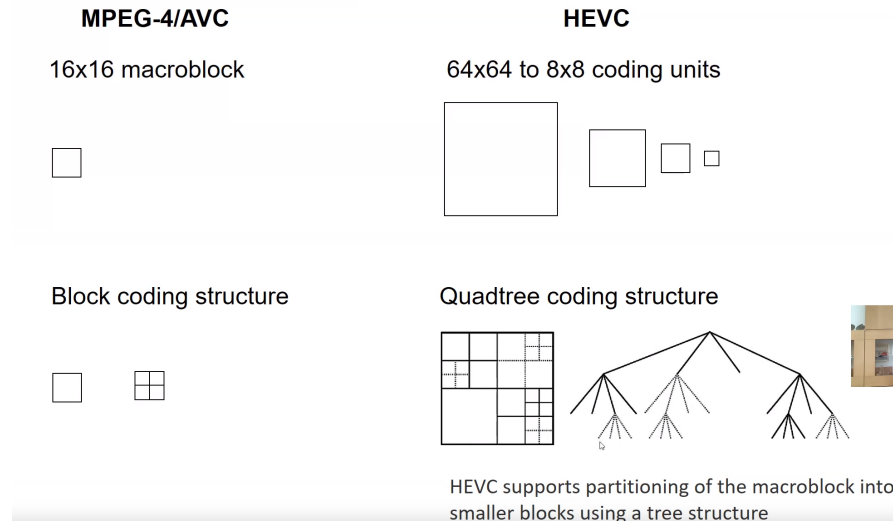 MPEG-4/AVC
HEVC
16x16 macroblock
64x64 to 8x8 coding units
Block coding structure
Quadtree coding structure
HEVC supports partitioning of the macroblock into
smaller blocks using a tree structure